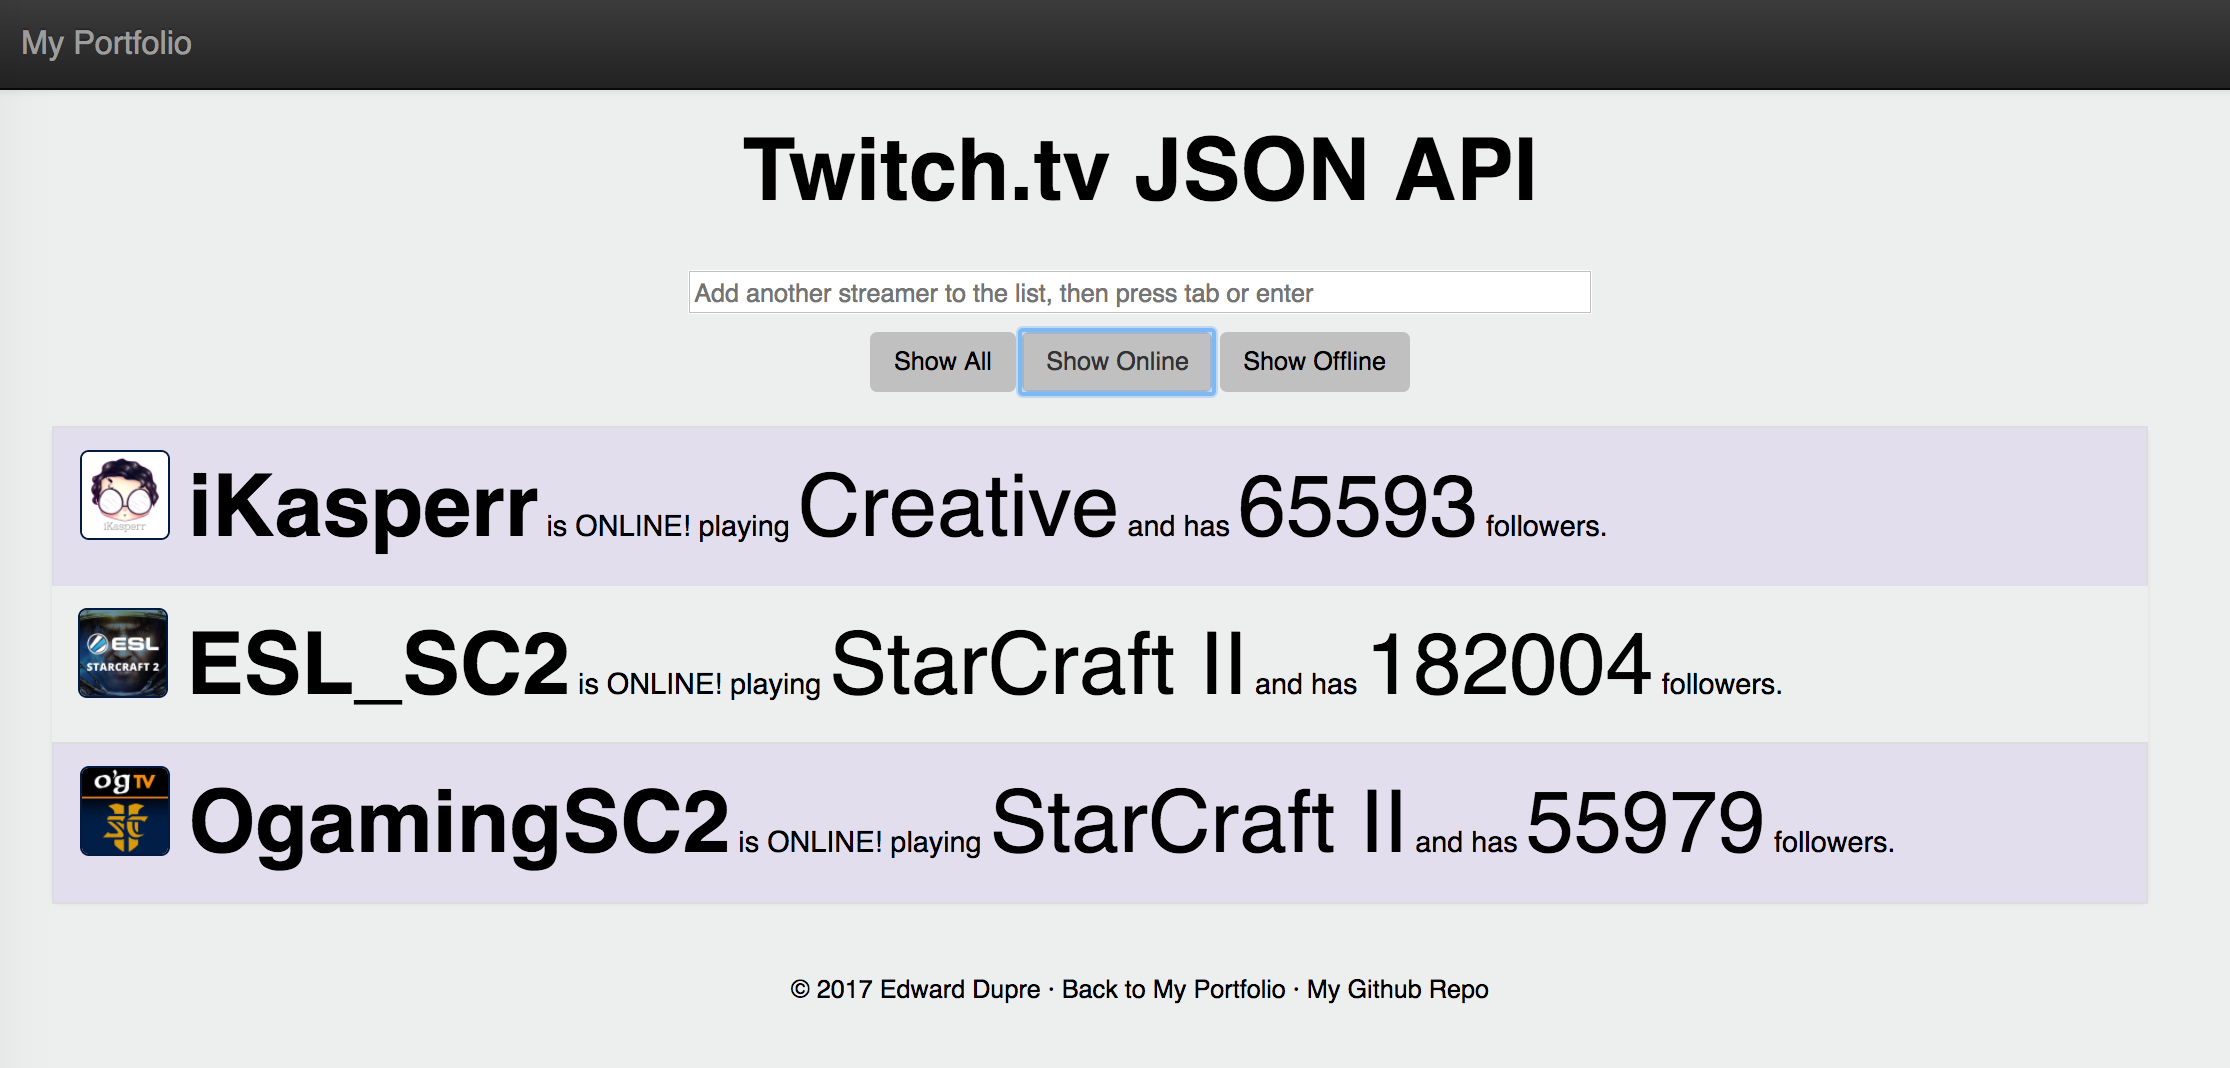 My Portfolio
Twitch.tv JSON API
Add another streamer to the list, then press tab or enter
Show All Show Online Show Offline
iKasperr
iKasperr is ONLINE! playing Creative and has 65593 followers.
ESL
STARCRAFT 2
ESL_SC2 is ONLINE! playing StarCraft II and has 182004 followers.
o'g TV
SC
OgamingSC2 is ONLINE! playing StarCraft II and has 55979 followers.
© 2017 Edward Dupre · Back to My Portfolio · My Github Repo